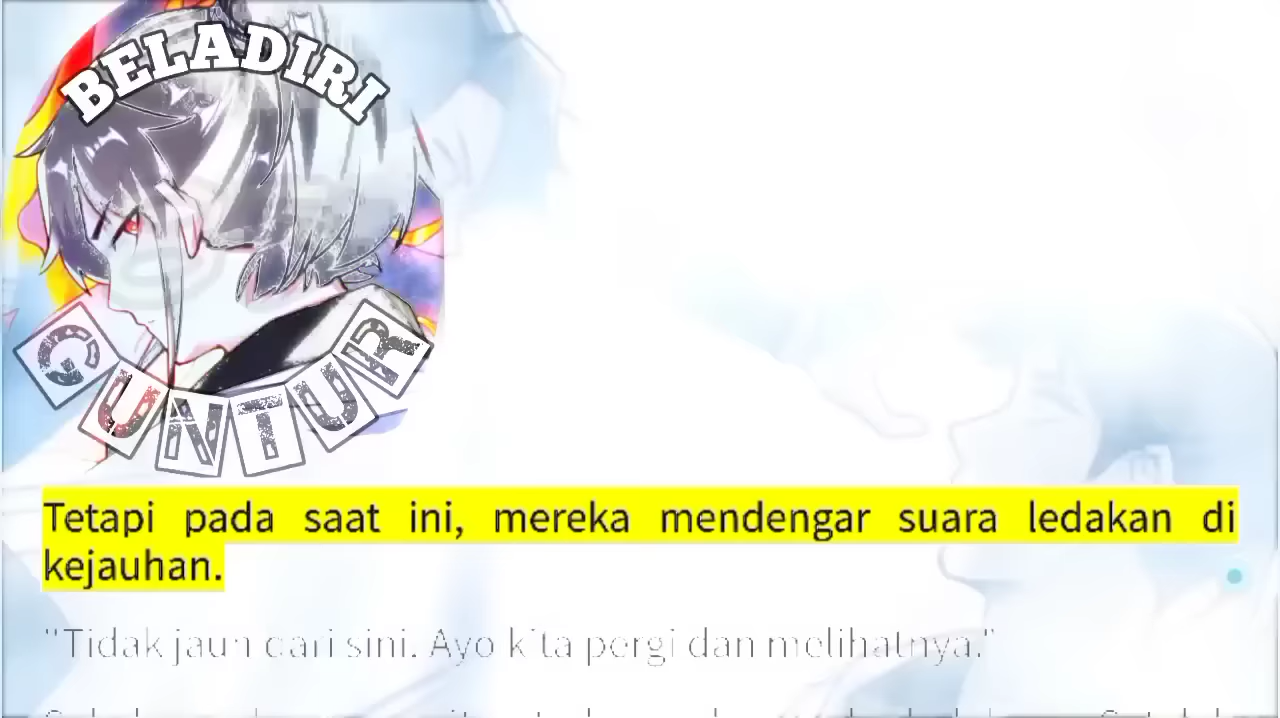 BELADIRI
GUNTUR
Tetapi pada saat ini, mereka mendengar suara ledakan di
kejauhan.
"Tidak jauh dari sini. Ayo kita pergi dan melihatnya."